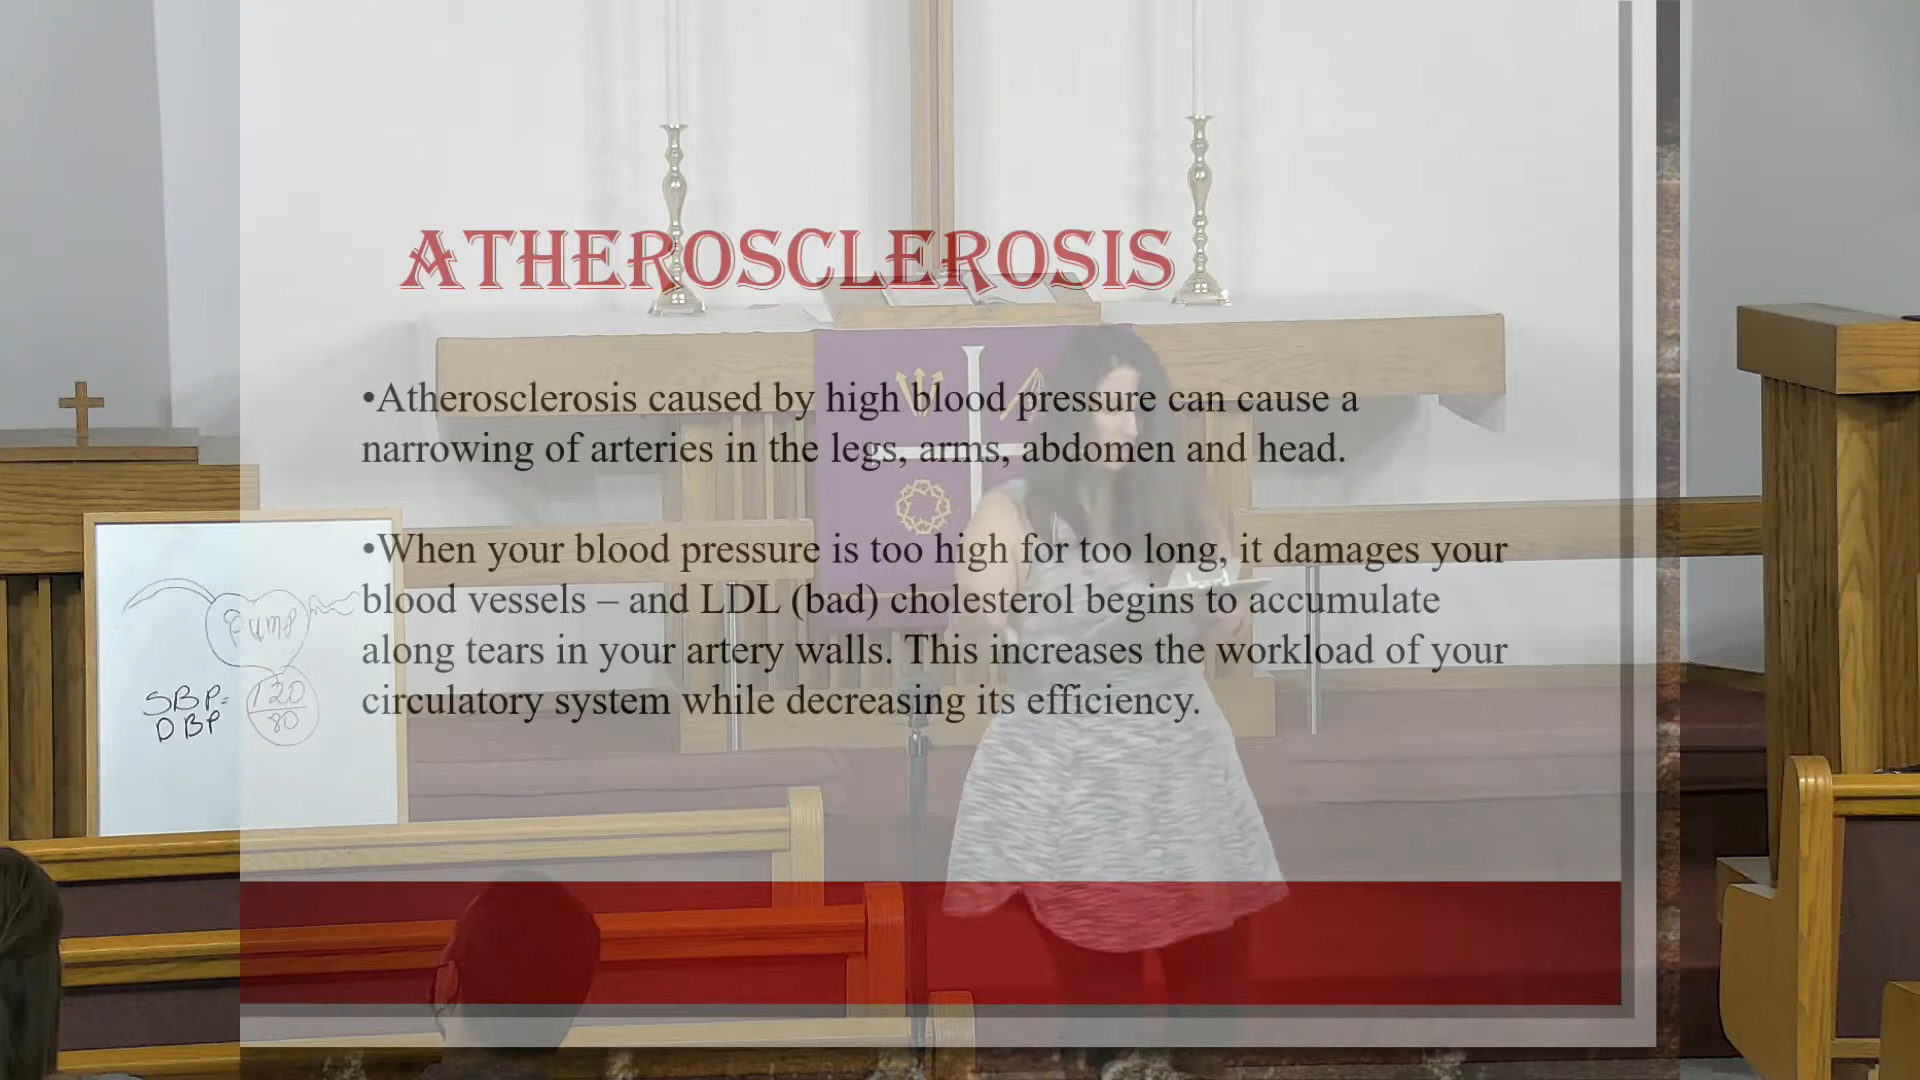 ATHEROSCLEROSIS
•Atherosclerosis caused by high blood pressure can cause a
narrowing of arteries in the legs, arms, abdomen and head.
•When your blood pressure is too high for too long, it damages your
blood vessels – and LDL (bad) cholesterol begins to accumulate
along tears in your artery walls. This increases the workload of your
circulatory system while decreasing its efficiency.
Pump
SBP= 120
DBP 80